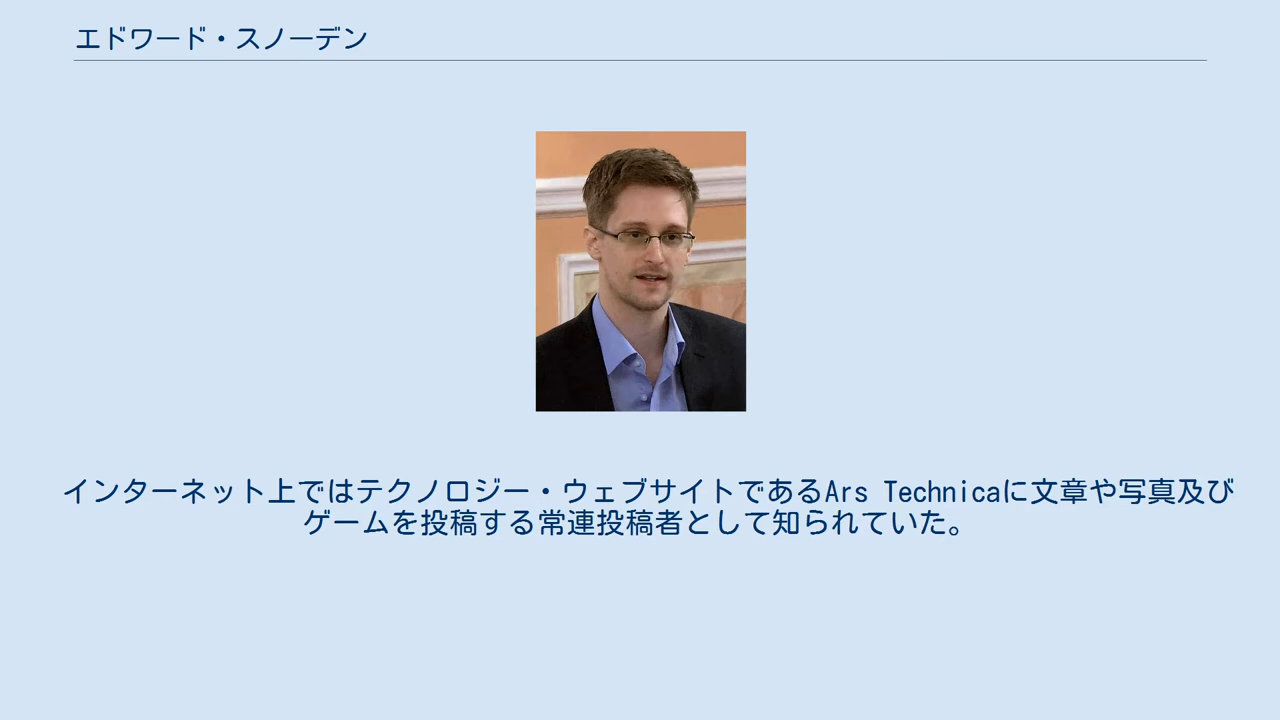 エドワード・スノーデン
インターネット上ではテクノロジー・ウェブサイトであるArs Technicaに文章や写真及び
ゲームを投稿する常連投稿者として知られていた。